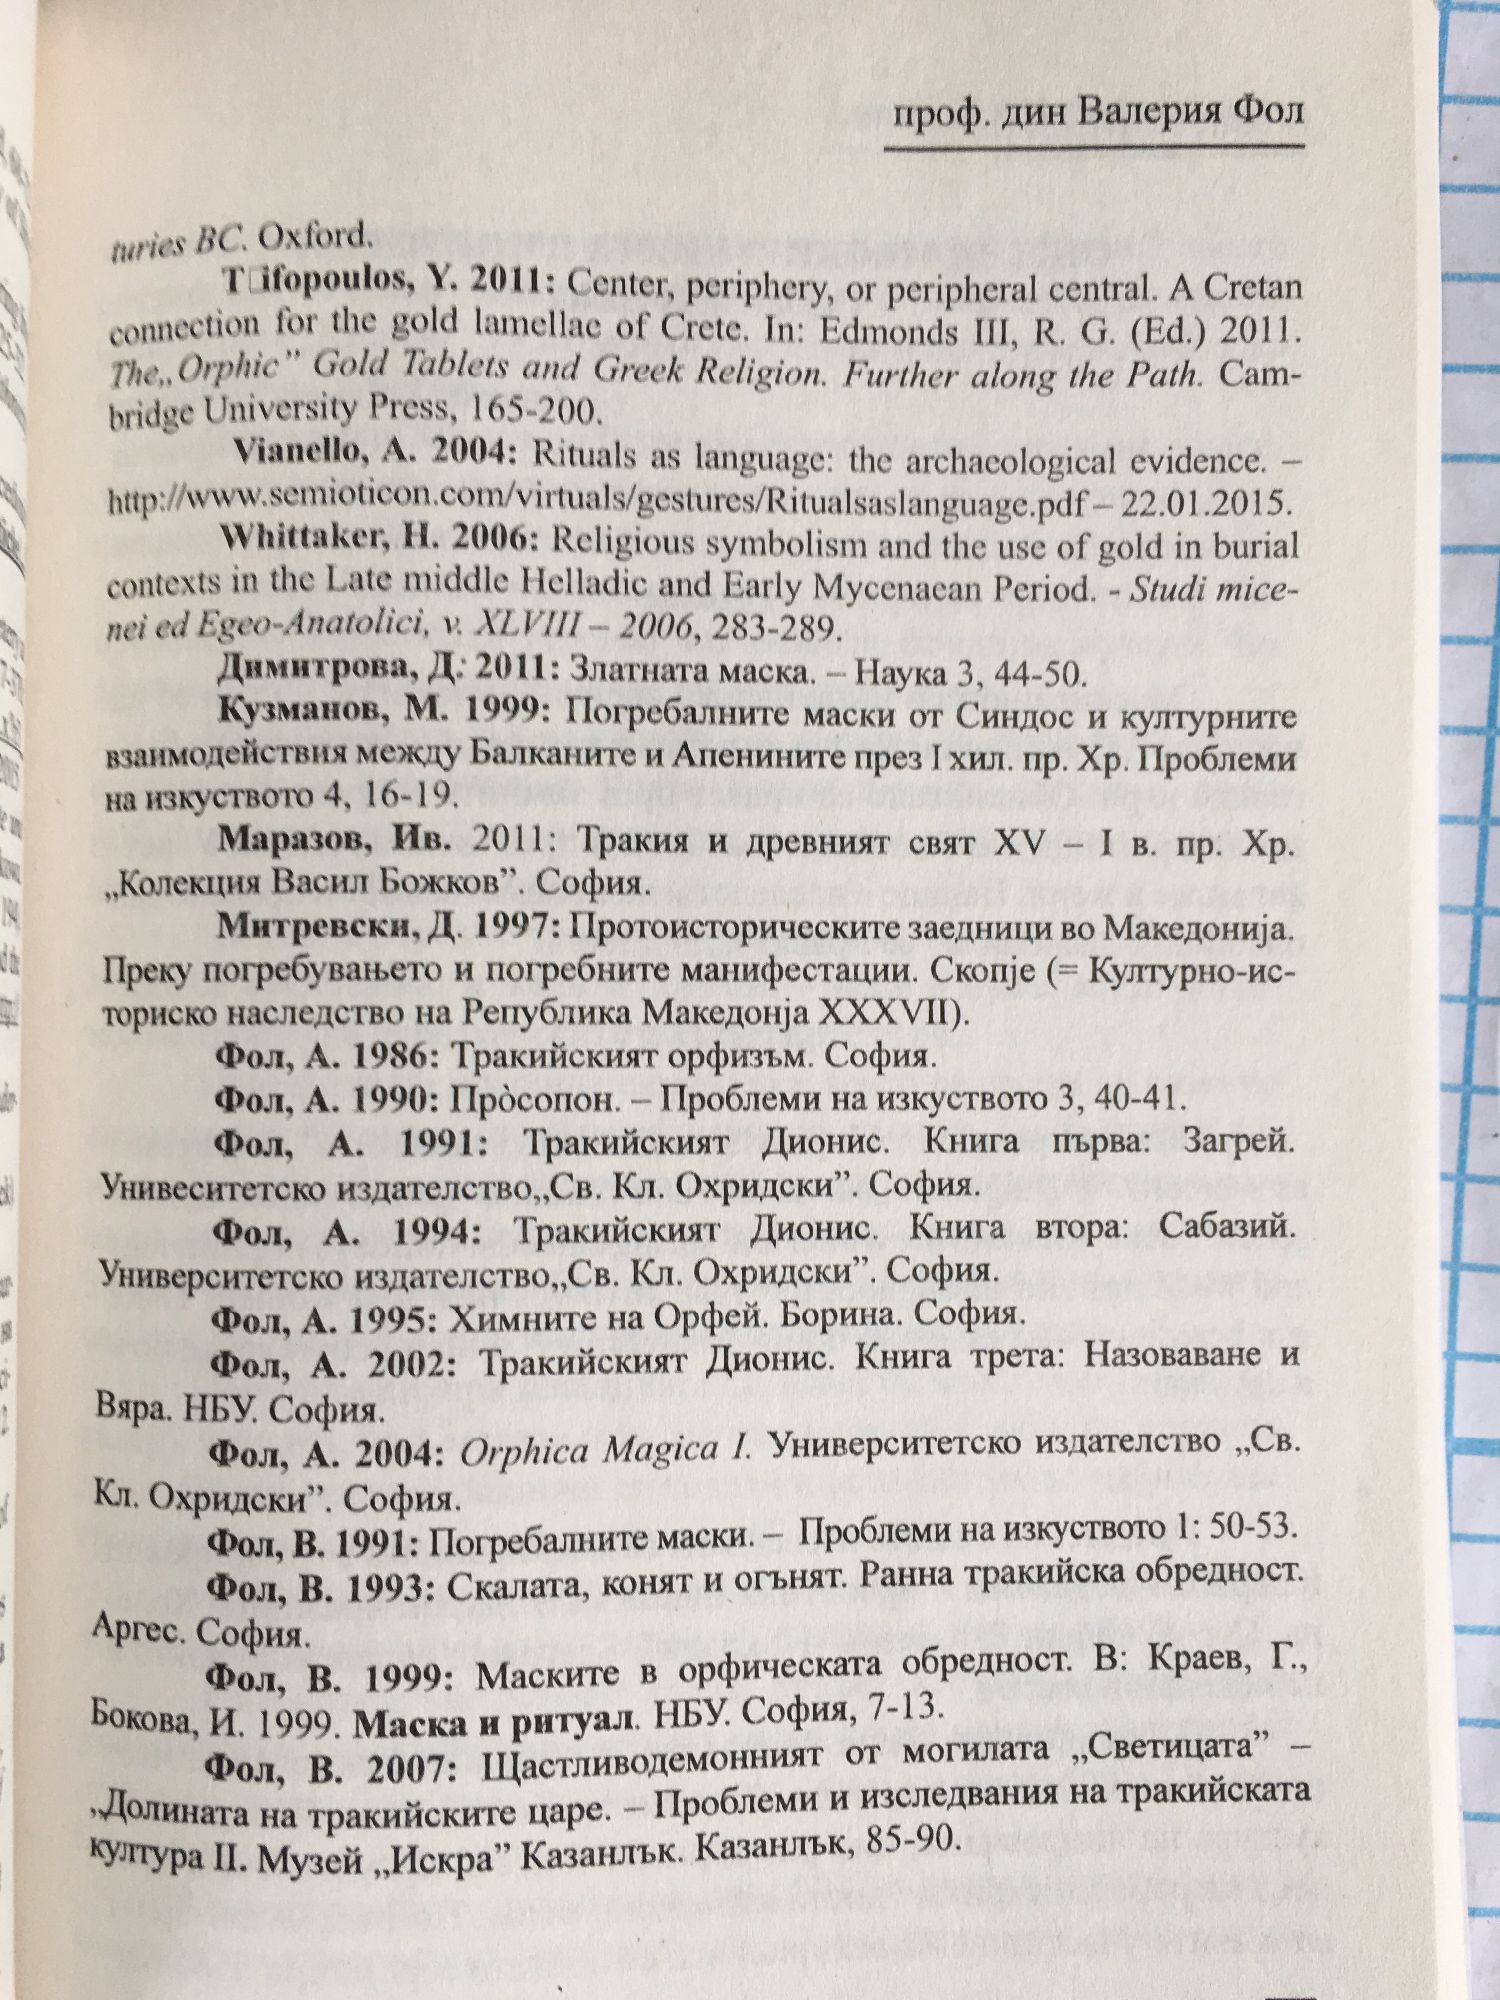 проф. дин Валерия Фол
turies BC. Oxford.
T□ifopoulos, Y. 2011: Center, periphery, or peripheral central. A Cretan
connection for the gold lamellae of Crete. In: Edmonds III, R. G. (Ed.) 2011.
The„Orphic” Gold Tablets and Greek Religion. Further along the Path. Cam-
bridge University Press, 165-200.
Vianello, A. 2004: Rituals as language: the archaeological evidence. –
http://www.semioticon.com/virtuals/gestures/Ritualsaslanguage.pdf – 22.01.2015.
Whittaker, H. 2006: Religious symbolism and the use of gold in burial
contexts in the Late middle Helladic and Early Mycenaean Period. - Studi mice-
nei ed Egeo-Anatolici, v. XLVIII – 2006, 283-289.
Димитрова, Д. 2011: Златната маска. – Наука 3, 44-50.
Кузманов, М. 1999: Погребалните маски от Синдос и културните
взаимодействия между Балканите и Апенините през I хил. пр. Хр. Проблеми
на изкуството 4, 16-19.
Маразов, Ив. 2011: Тракия и древният свят XV – I в. пр. Хр.
„Колекция Васил Божков”. София.
Митревски, Д. 1997: Протоисторическите заедници во Македонија.
Преку погребувањето и погребните манифестации. Скопје (= Културно-ис-
ториско наследство на Република Македонја XXXVII).
Фол, А. 1986: Тракийският орфизъм. София.
Фол, А. 1990: Прòсопон. – Проблеми на изкуството 3, 40-41.
Фол, А. 1991: Тракийският Дионис. Книга първа: Загрей.
Унивеситетско издателство„Св. Кл. Охридски”. София.
Фол, А. 1994: Тракийският Дионис. Книга втора: Сабазий.
Университетско издателство„Св. Кл. Охридски”. София.
Фол, А. 1995: Химните на Орфей. Борина. София.
Фол, А. 2002: Тракийският Дионис. Книга трета: Назоваване и
Вяра. НБУ. София.
Фол, А. 2004: Orphica Magica I. Университетско издателство „Св.
Кл. Охридски”. София.
Фол, В. 1991: Погребалните маски. – Проблеми на изкуството 1: 50-53.
Фол, В. 1993: Скалата, конят и огънят. Ранна тракийска обредност.
Аргес. София.
Фол, В. 1999: Маските в орфическата обредност. В: Краев, Г.,
Бокова, И. 1999. Маска и ритуал. НБУ. София, 7-13.
Фол, В. 2007: Щастливодемонният от могилата „Светицата” –
„Долината на тракийските царе. – Проблеми и изследвания на тракийската
култура II. Музей „Искра” Казанлък. Казанлък, 85-90.